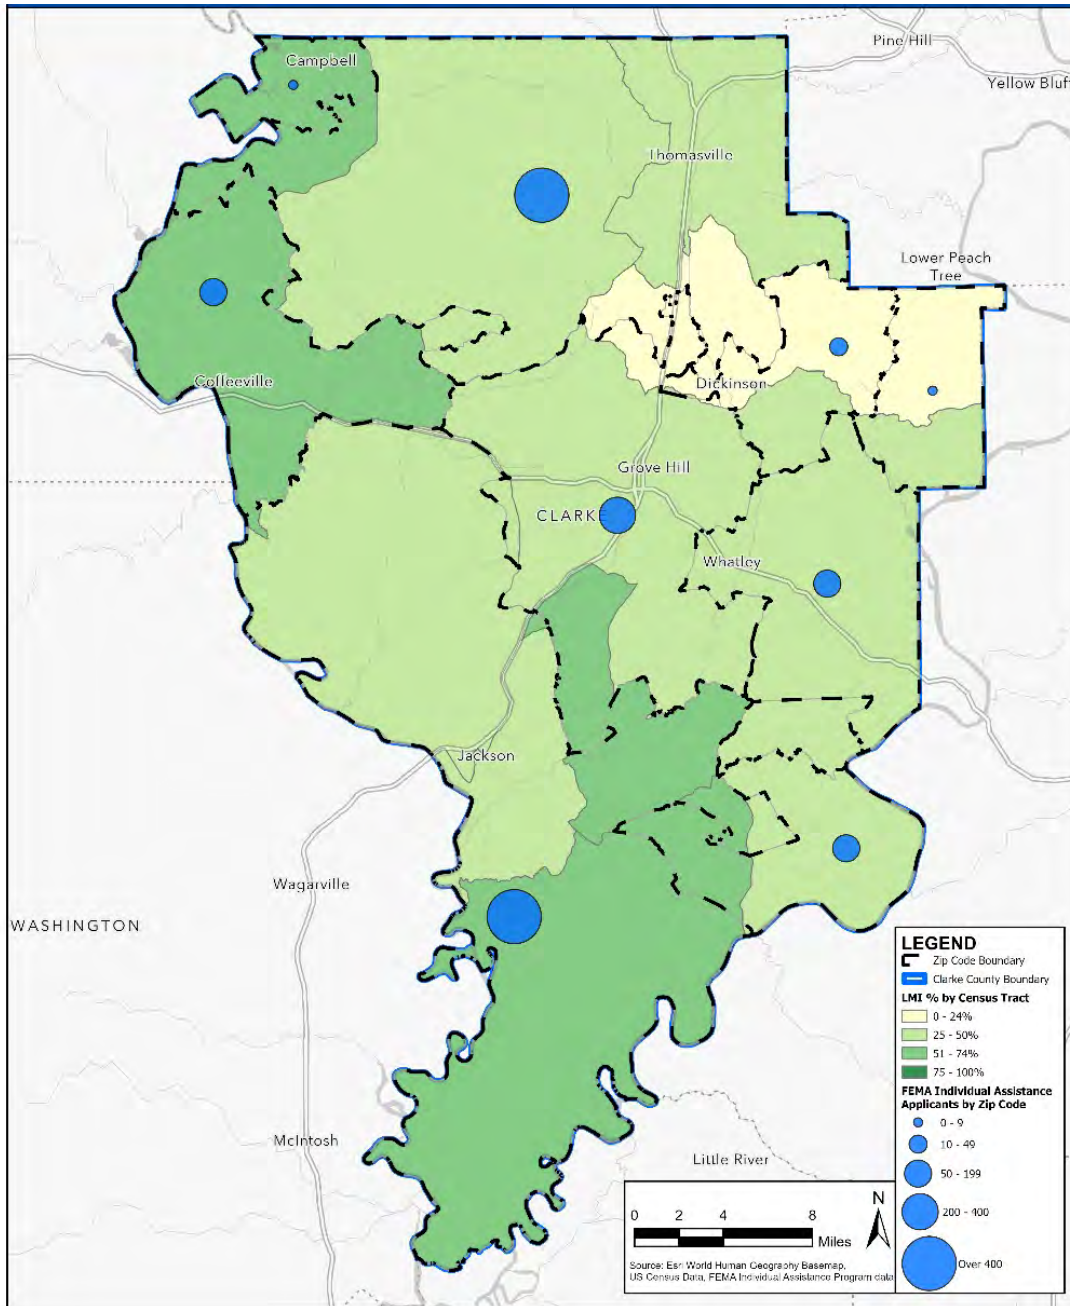 Pine Hill
Campbell
Yellow Bluff
Thomasville
Lower Peach
Tree
Coffeeville
Dickinson
Grove Hill
CLARKE
Whatley
Jackson
Wagarville
WASHINGTON
McIntosh
Little River
LEGEND
Zip Code Boundary
Clarke County Boundary
LMI % by Census Tract
0 - 24%
25 - 50%
51 - 74%
75 - 100%
FEMA Individual Assistance
Applicants by Zip Code
0 - 9
10 - 49
50 - 199
200 - 400
Over 400
N
0 2 4 8
Miles
Source: Esri World Human Geography Basemap,
US Census Data, FEMA Individual Assistance Program data